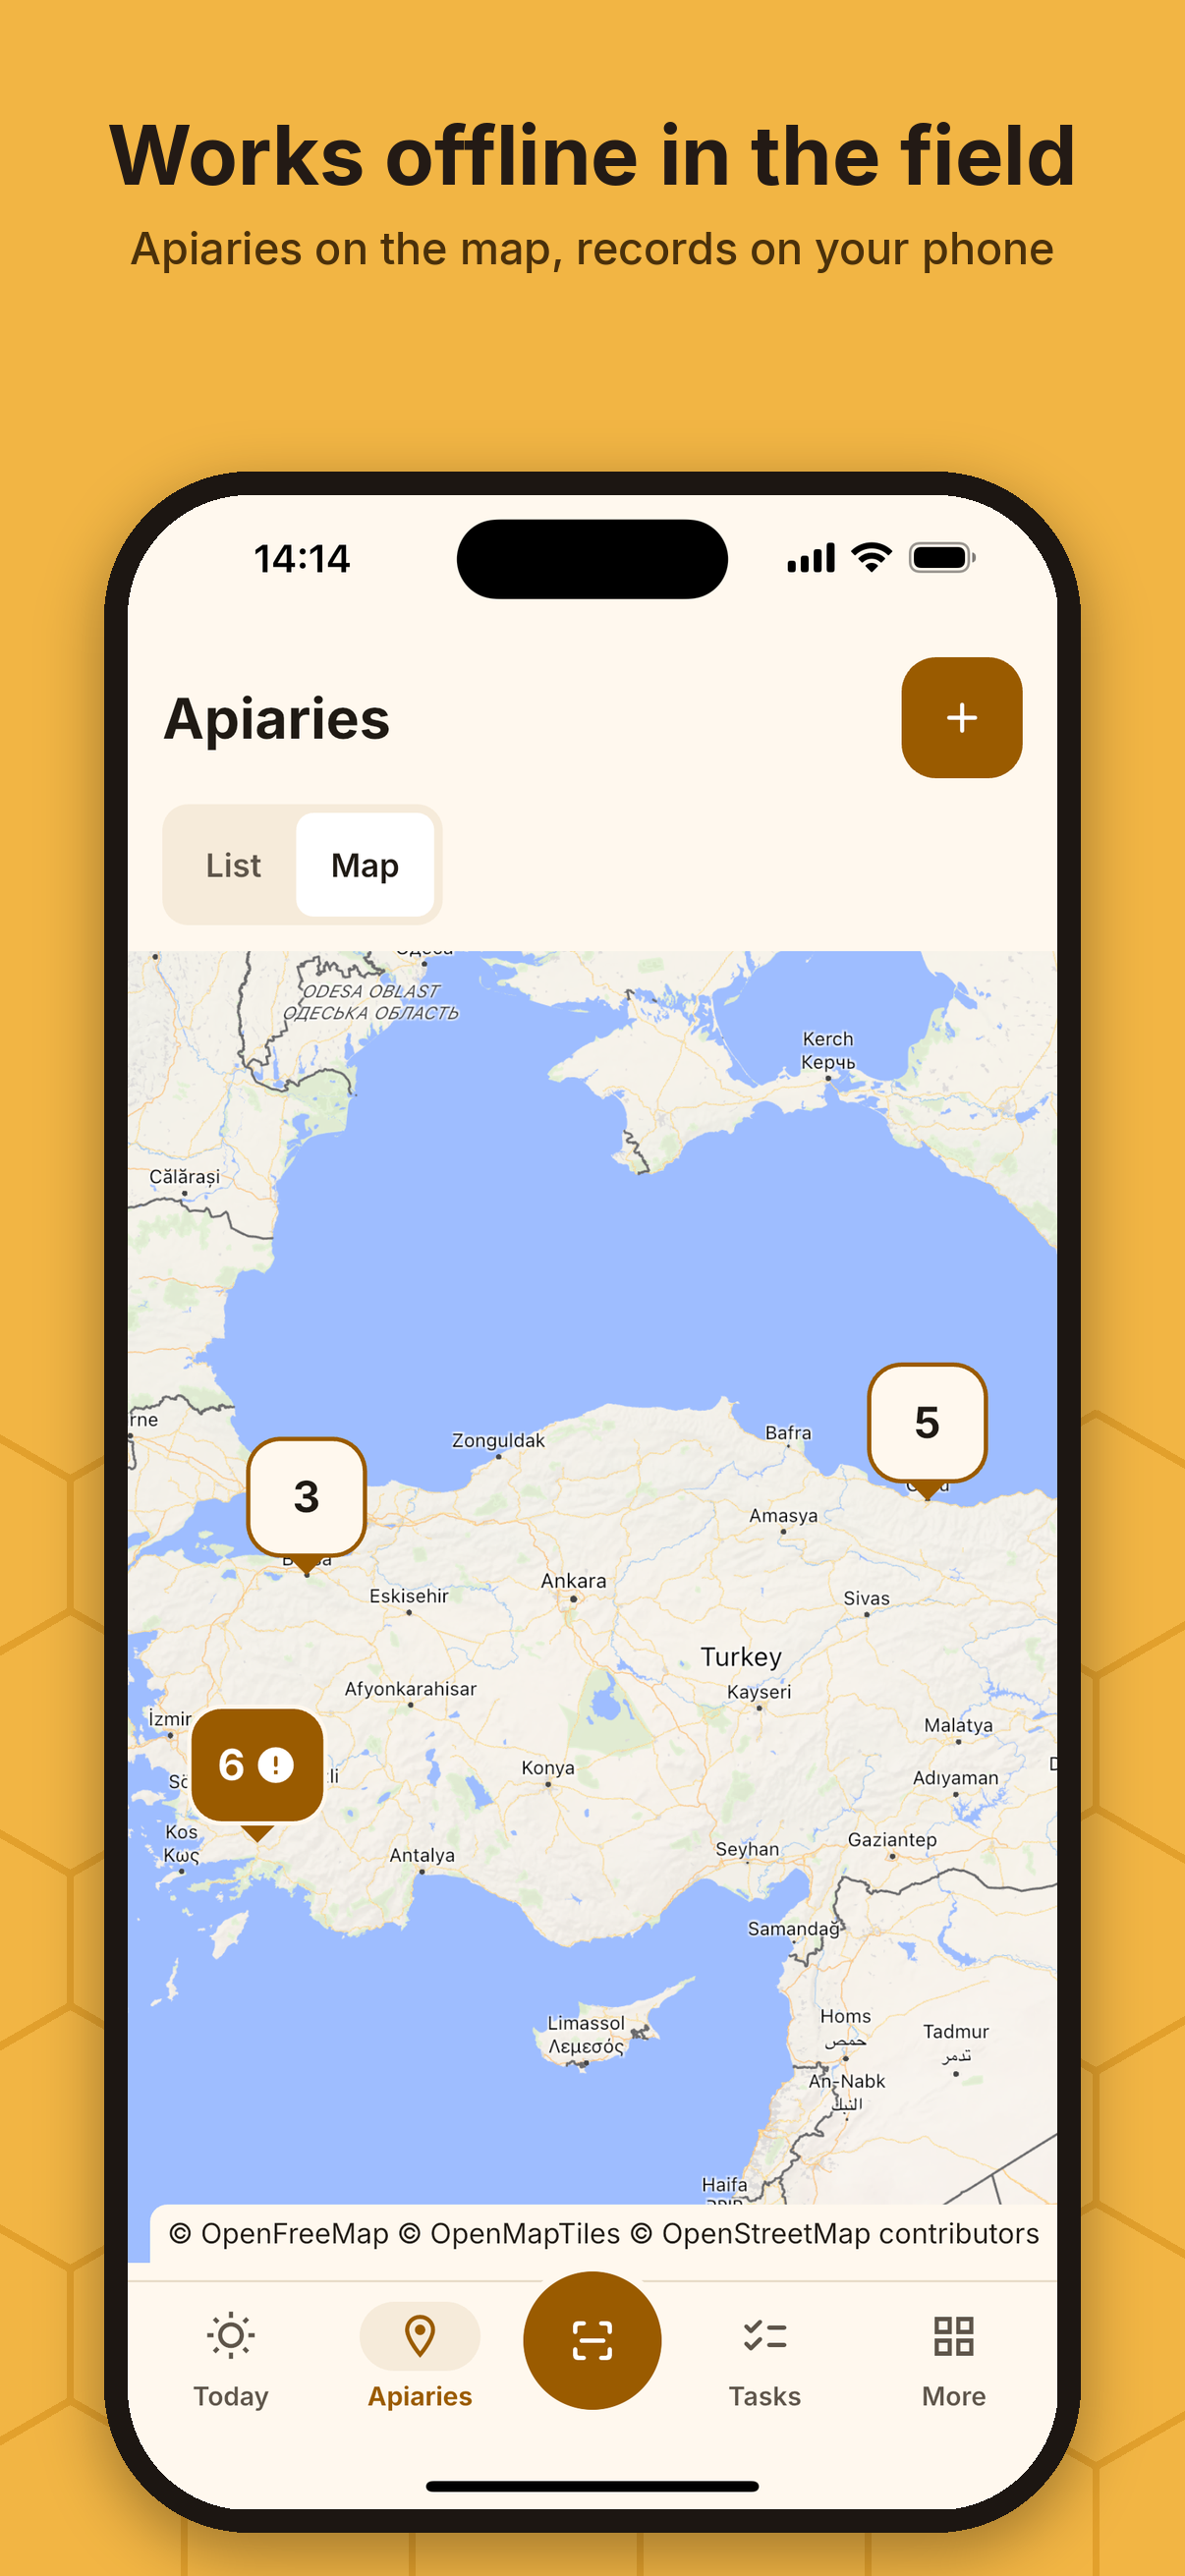 Works offline in the field
Apiaries on the map, records on your phone
14:14
Apiaries
+
List
Map
ODESA OBLAST
ОДЕСЬКА ОБЛАСТЬ
Kerch
Керчь
Călărași
rne
Zonguldak
Bafra
5
3
Amasya
Eskisehir
Ankara
Sivas
Turkey
Afyonkarahisar
Kayseri
İzmir
Malatya
6
Konya
li
Adıyaman
Kos
Κως
Antalya
Seyhan
Gaziantep
Samandağ
Limassol
Λεμεσός
Homs
حمص
Tadmur
تدمر
An-Nabk
النبك
Haifa
© OpenFreeMap © OpenMapTiles © OpenStreetMap contributors
Today
Apiaries
Tasks
More